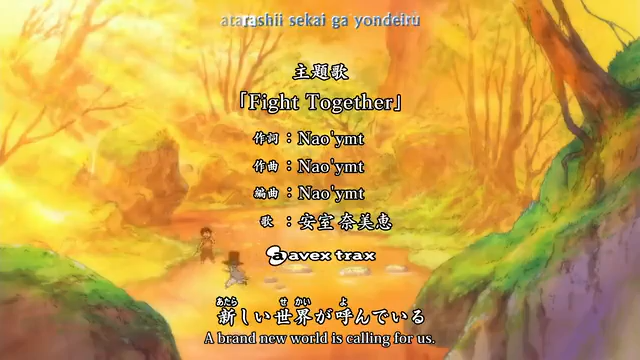 atarashii sekai ga yondeiru
主題歌
「Fight Together」
作詞：Nao'ymt
作曲：Nao'ymt
編曲：Nao'ymt
歌：安室奈美恵
avex trax
あたら せかい よ
新しい世界が呼んでいる
A brand new world is calling for us.